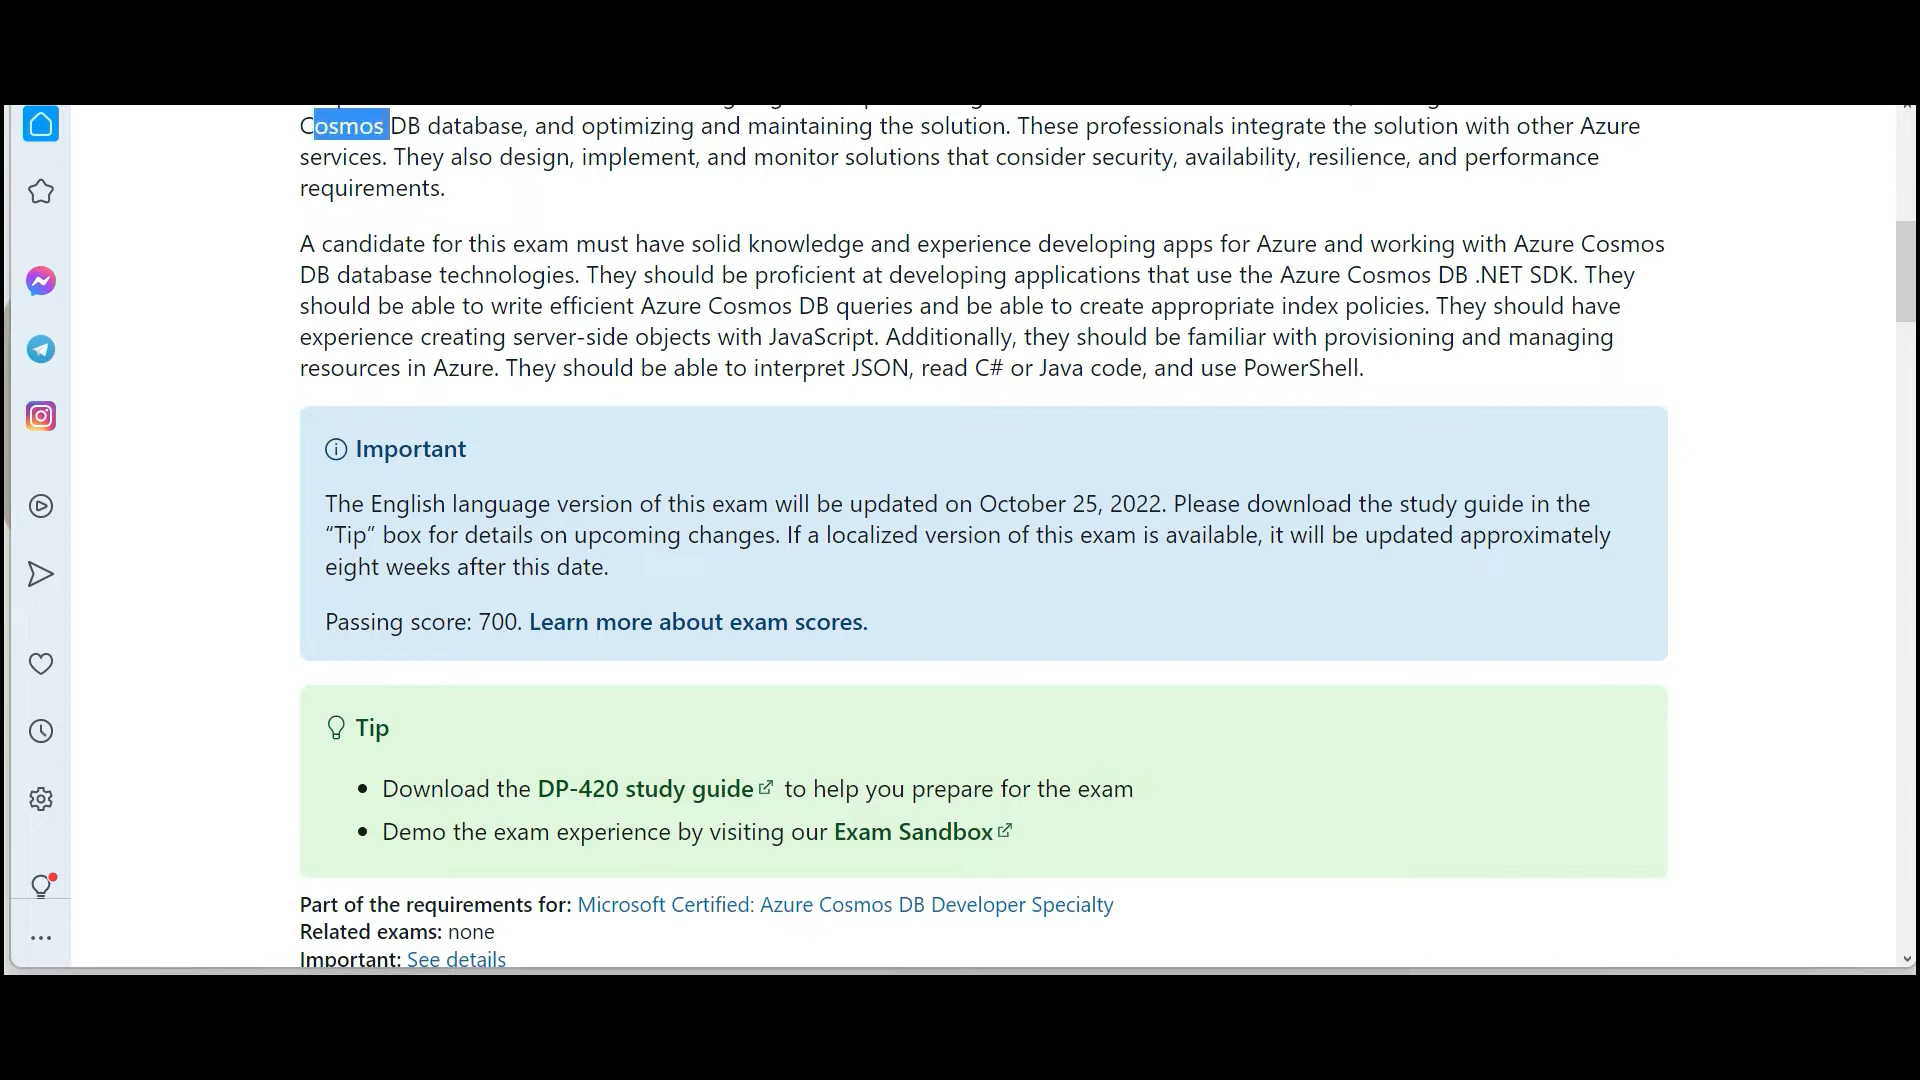 Cosmos DB database, and optimizing and maintaining the solution. These professionals integrate the solution with other Azure
services. They also design, implement, and monitor solutions that consider security, availability, resilience, and performance
requirements.
A candidate for this exam must have solid knowledge and experience developing apps for Azure and working with Azure Cosmos
DB database technologies. They should be proficient at developing applications that use the Azure Cosmos DB .NET SDK. They
should be able to write efficient Azure Cosmos DB queries and be able to create appropriate index policies. They should have
experience creating server-side objects with JavaScript. Additionally, they should be familiar with provisioning and managing
resources in Azure. They should be able to interpret JSON, read C# or Java code, and use PowerShell.
Important
The English language version of this exam will be updated on October 25, 2022. Please download the study guide in the
“Tip” box for details on upcoming changes. If a localized version of this exam is available, it will be updated approximately
eight weeks after this date.
Passing score: 700. Learn more about exam scores.
Tip
• Download the DP-420 study guide to help you prepare for the exam
• Demo the exam experience by visiting our Exam Sandbox
Part of the requirements for: Microsoft Certified: Azure Cosmos DB Developer Specialty
Related exams: none
Important: See details